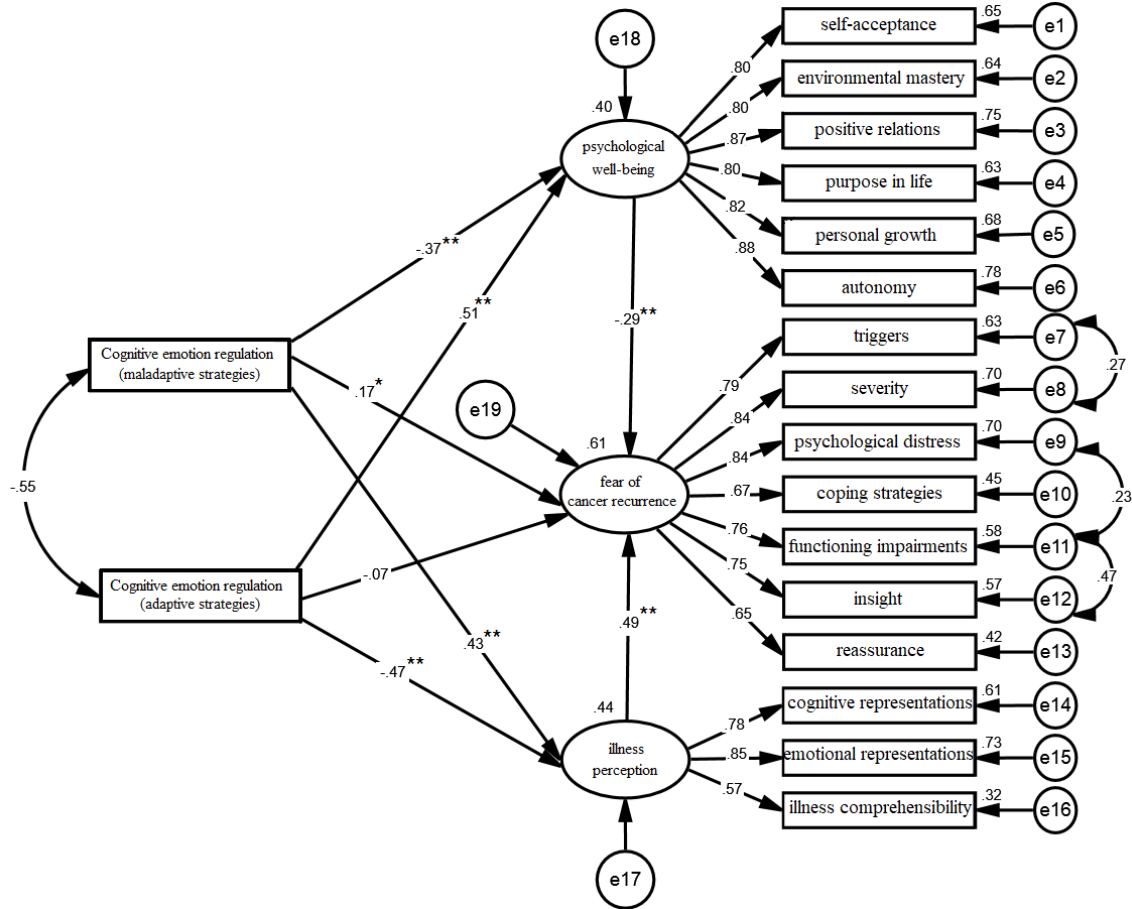 e18
.40
psychological
well-being
.80
self-acceptance
.65
e1
.80
environmental mastery
.64
e2
.87
positive relations
.75
e3
.80
purpose in life
.63
e4
.82
personal growth
.68
e5
.88
autonomy
.78
e6
-.37**
.51**
-.29**
Cognitive emotion regulation
(maladaptive strategies)
.17*
-.55
Cognitive emotion regulation
(adaptive strategies)
-.07
.43**
-.47**
e19
.61
fear of
cancer recurrence
.79
triggers
.63
e7
.27
.84
severity
.70
e8
.84
psychological distress
.70
e9
.23
.67
coping strategies
.45
e10
.76
functioning impairments
.58
e11
.47
.75
insight
.57
e12
.65
reassurance
.42
e13
.49**
.44
illness
perception
.78
cognitive representations
.61
e14
.85
emotional representations
.73
e15
.57
illness comprehensibility
.32
e16
e17